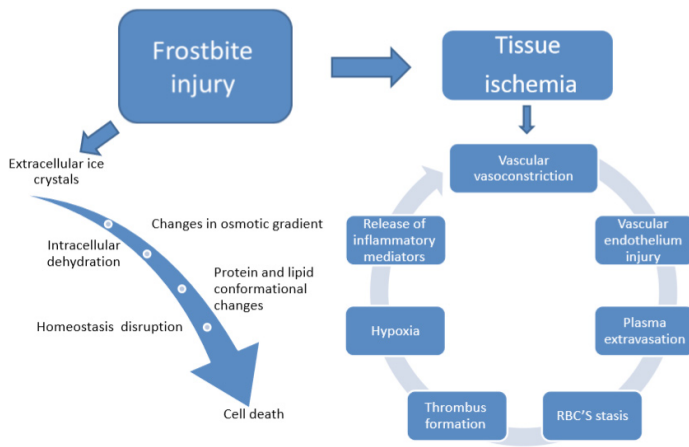 Frostbite
injury
Tissue
ischemia
Extracellular ice
crystals
Changes in osmotic gradient
Intracellular
dehydration
Protein and lipid
conformational
changes
Homeostasis disruption
Cell death
Vascular
vasoconstriction
Vascular
endothelium
injury
Plasma
extravasation
RBC'S stasis
Thrombus
formation
Hypoxia
Release of
inflammatory
mediators